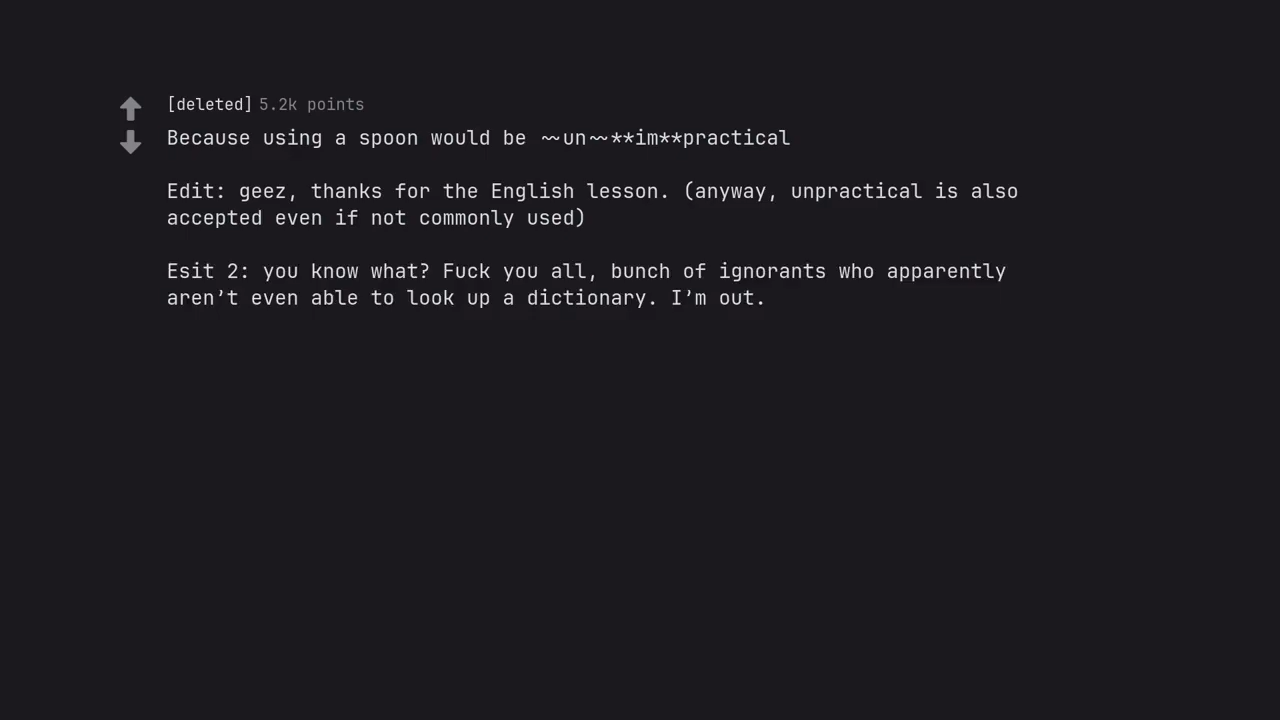 [deleted] 5.2k points
Because using a spoon would be ~~un~~**im**practical
Edit: geez, thanks for the English lesson. (anyway, unpractical is also
accepted even if not commonly used)
Esit 2: you know what? Fuck you all, bunch of ignorants who apparently
aren’t even able to look up a dictionary. I’m out.